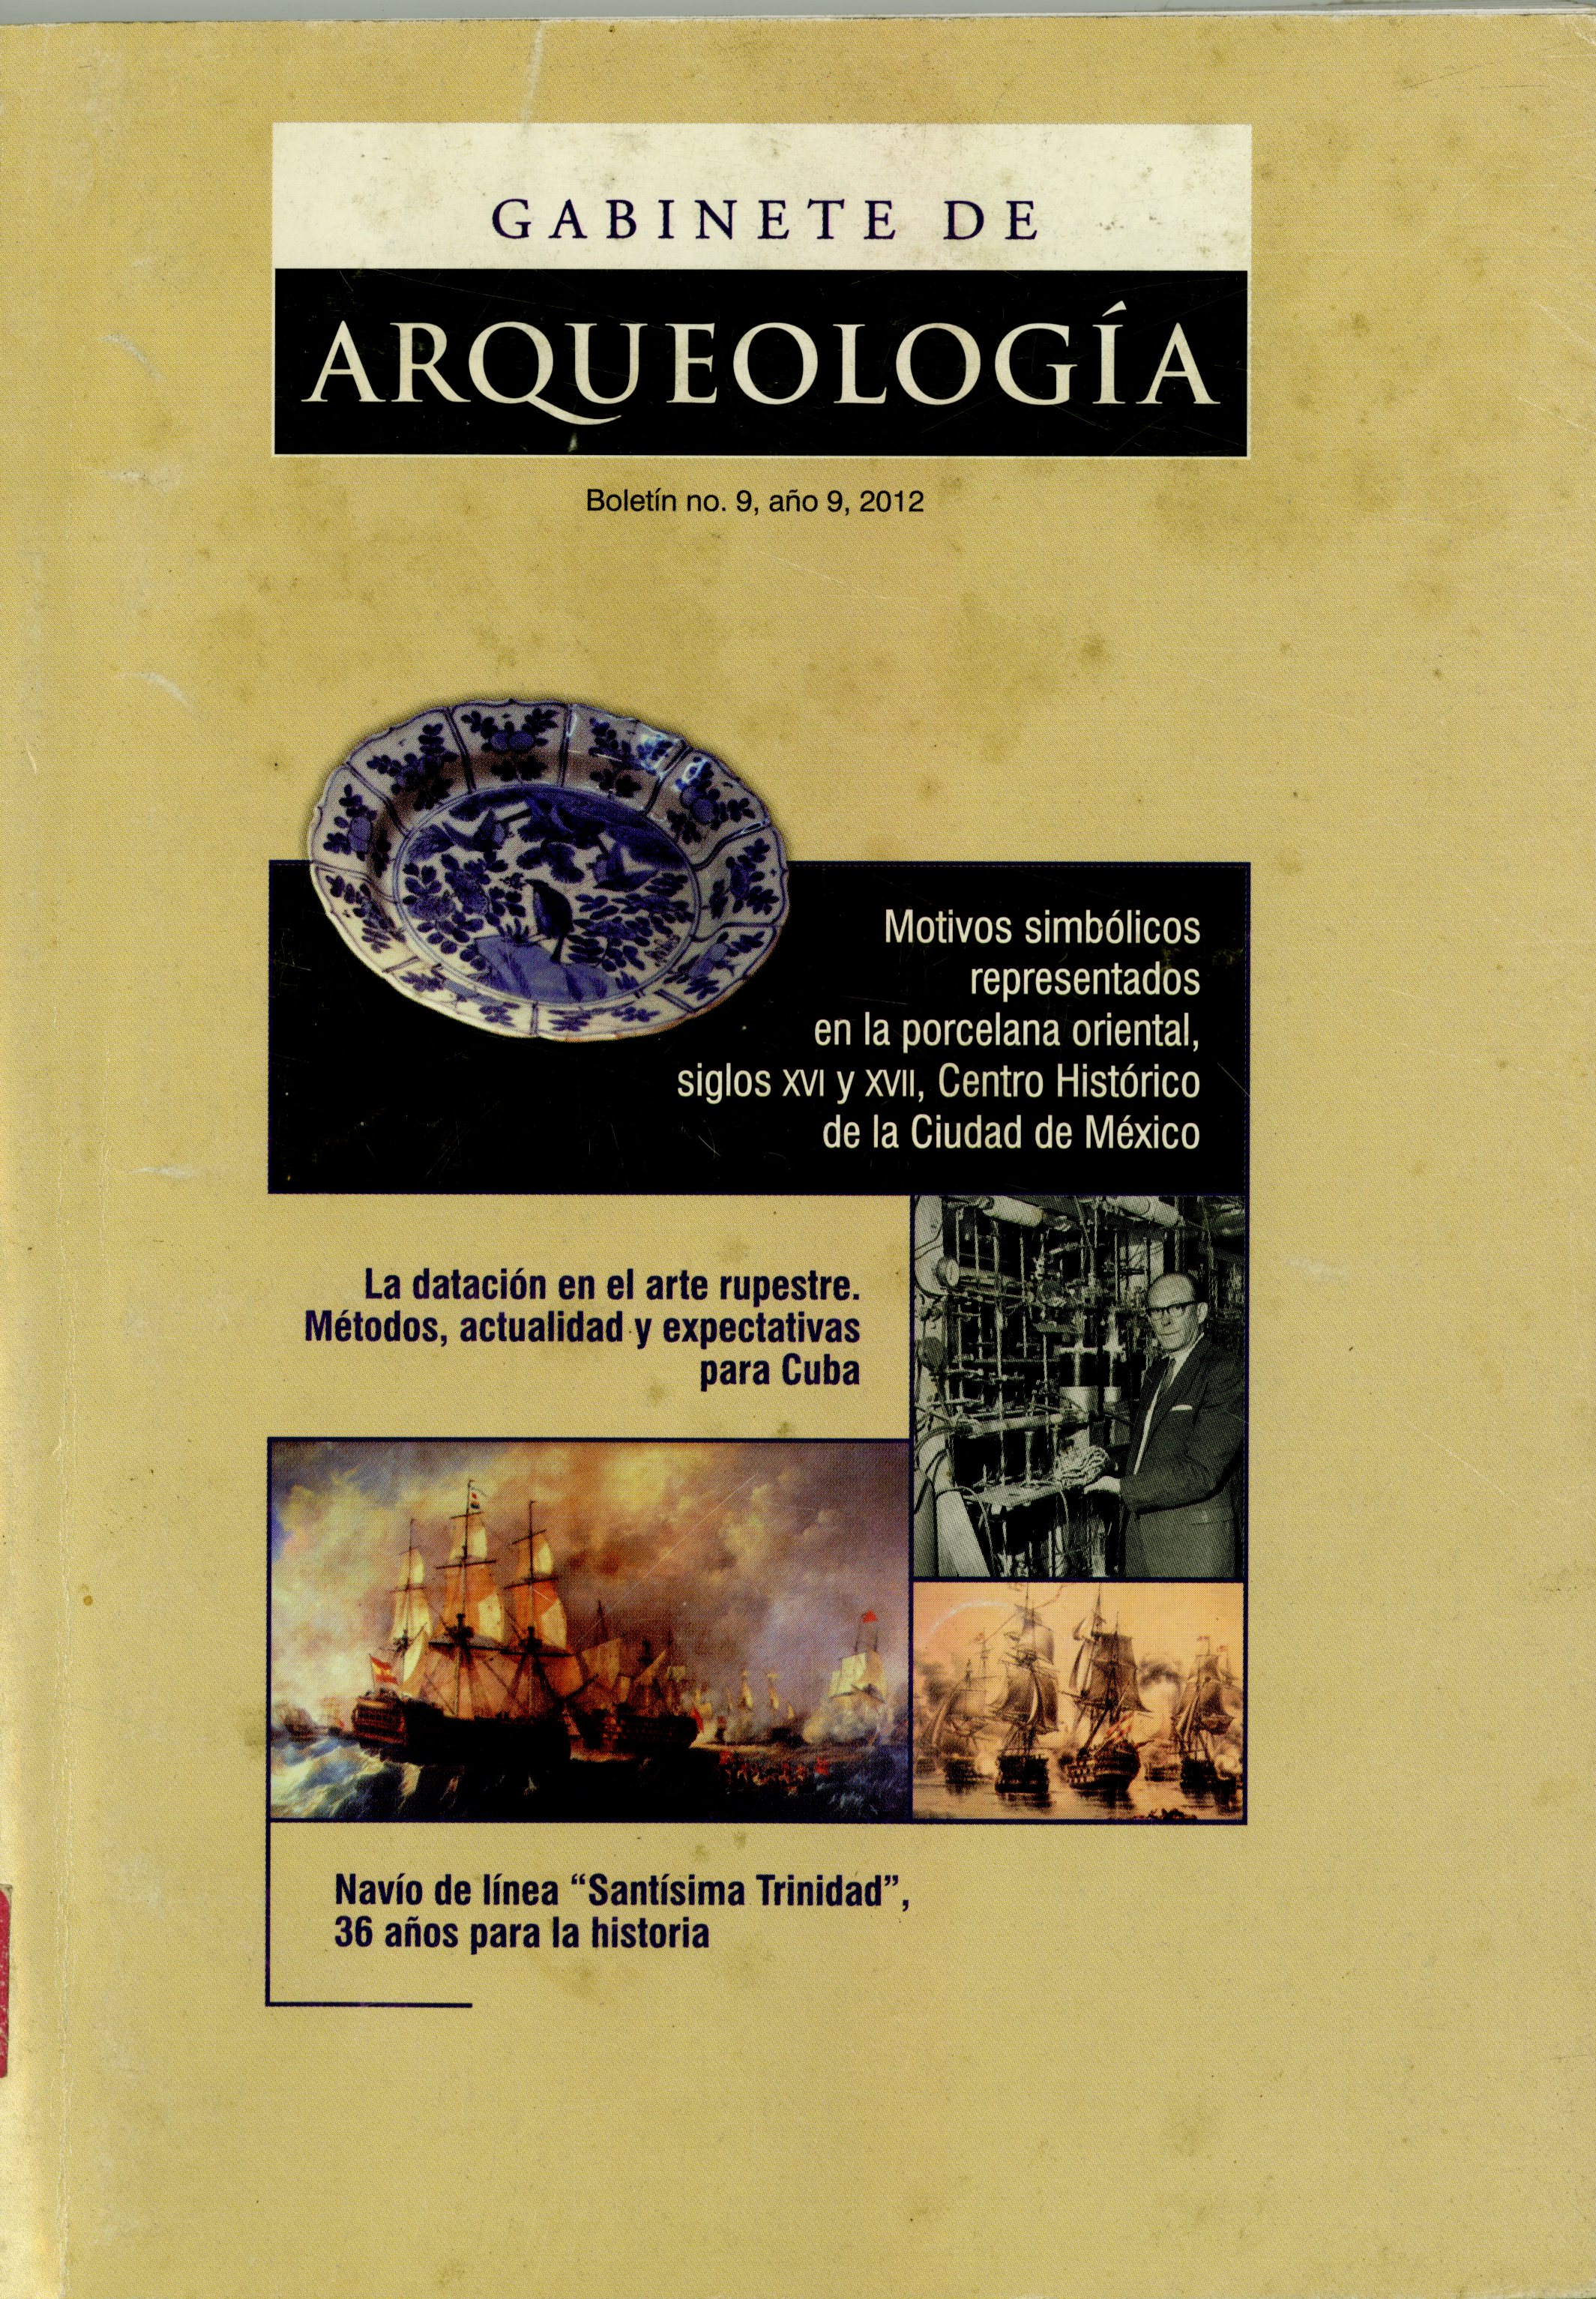 GABINETE DE
ARQUEOLOGÍA
Boletín no. 9, año 9, 2012
Motivos simbólicos
representados
en la porcelana oriental,
siglos XVI y XVII, Centro Histórico
de la Ciudad de México
La datación en el arte rupestre.
Métodos, actualidad y expectativas
para Cuba
Navío de línea “Santísima Trinidad”,
36 años para la historia